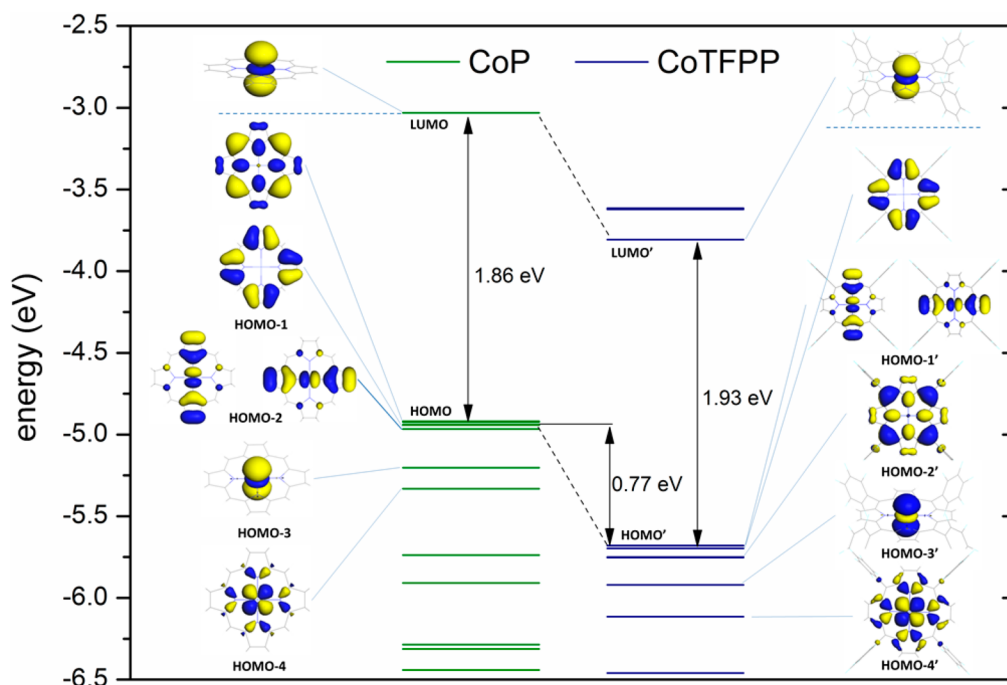 -2.5
-3.0
-3.5
-4.0
-4.5
-5.0
-5.5
-6.0
-6.5
energy (eV)
CoP
CoTFPP
LUMO
LUMO′
1.86 eV
HOMO-1
HOMO-2
HOMO
1.93 eV
HOMO-1′
HOMO-2′
0.77 eV
HOMO-3
HOMO′
HOMO-3′
HOMO-4
HOMO-4′